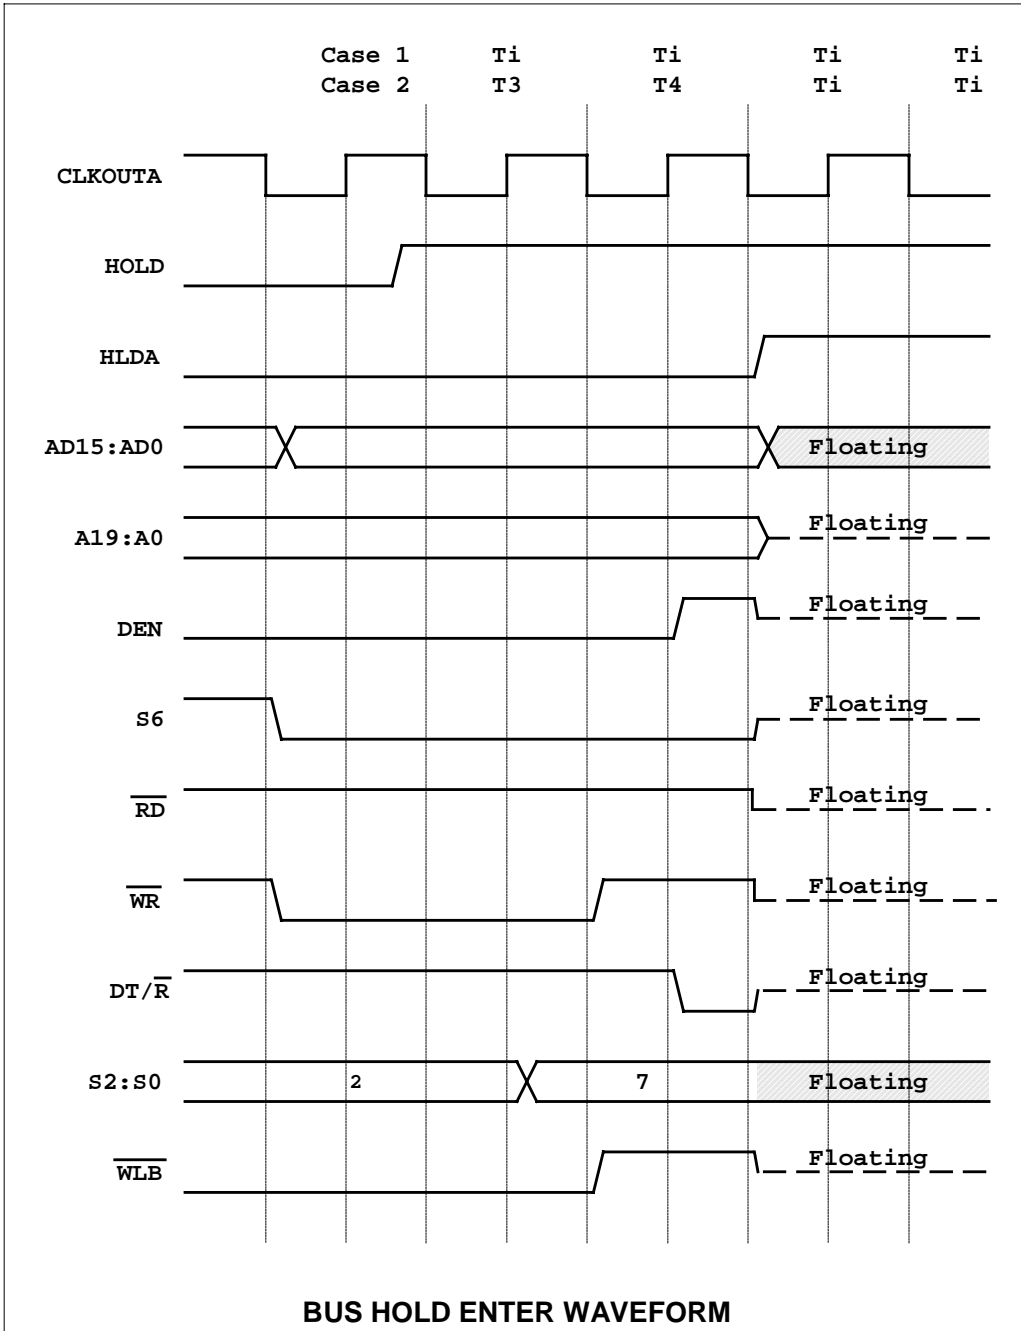 Case 1 Ti Ti Ti Ti
Case 2 T3 T4 Ti Ti
CLKOUTA
HOLD
HLDA
AD15:AD0 Floating
A19:A0 Floating
DEN Floating
S6 Floating
RD Floating
WR Floating
DT/R Floating
S2:S0 2 7 Floating
WLB Floating
BUS HOLD ENTER WAVEFORM